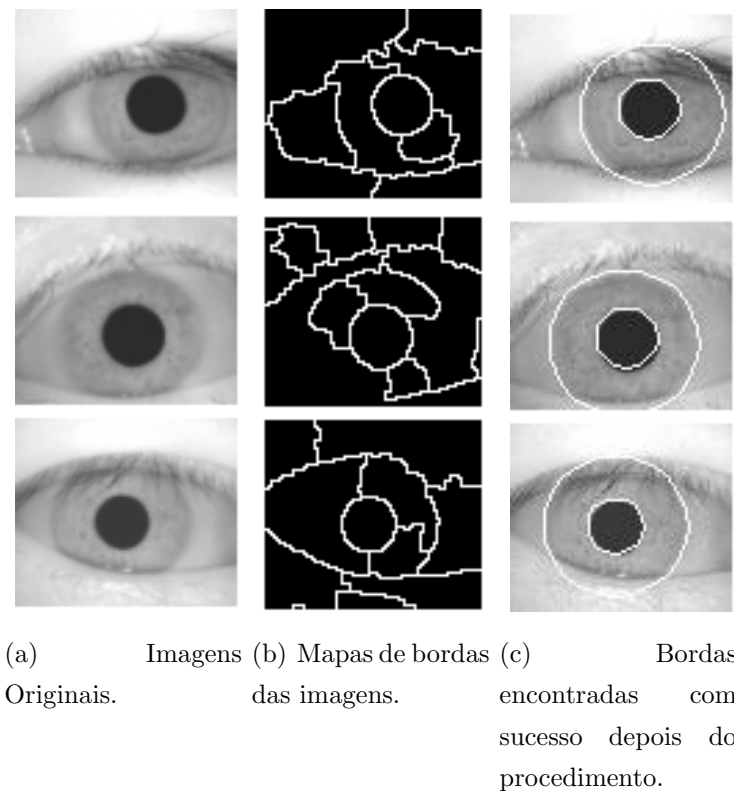 (a) Imagens
Originais.
(b) Mapas de bordas
das imagens.
(c) Bordas
encontradas com
sucesso depois do
procedimento.